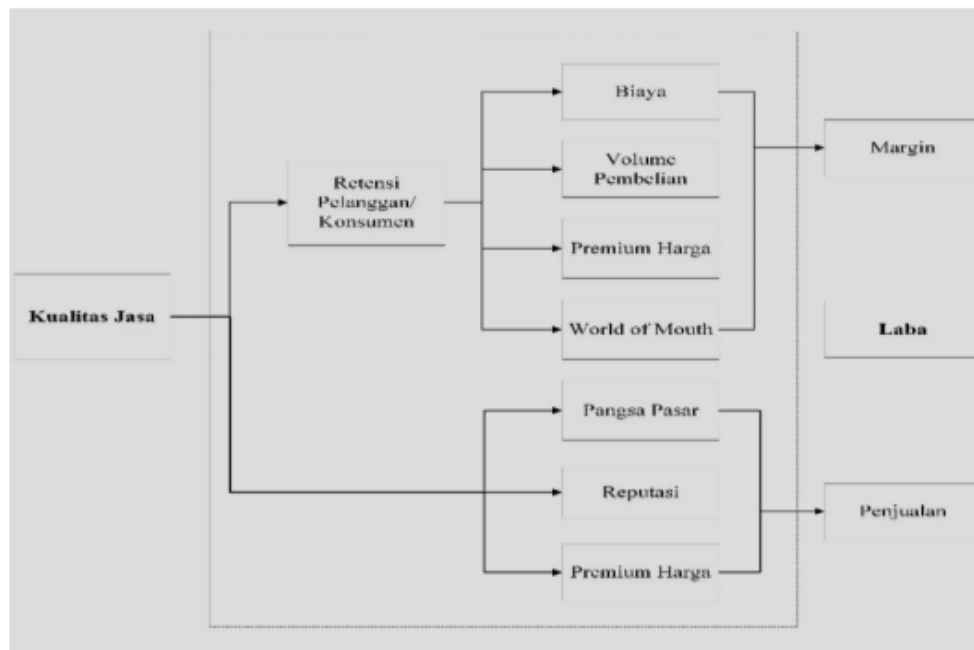 Biaya
Margin
Volume
Pembelian
Retensi
Pelanggan/
Konsumen
Premium Harga
Kualitas Jasa
World of Mouth
Laba
Pangsa Pasar
Reputasi
Penjualan
Premium Harga